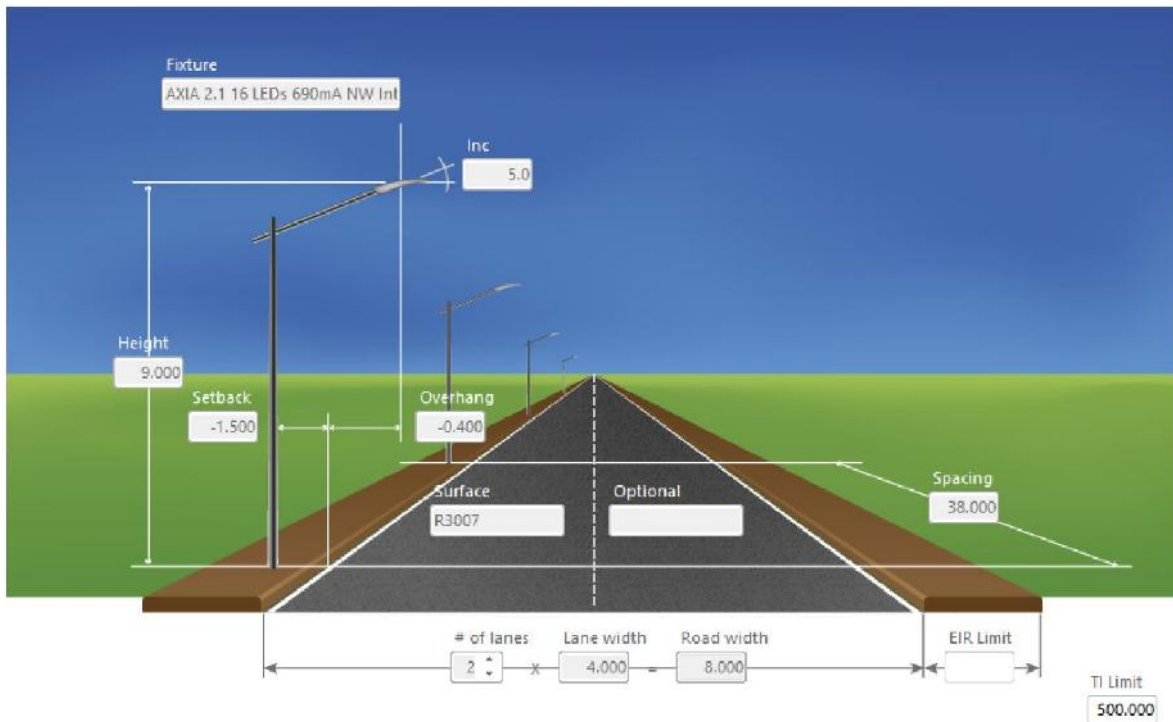 Fixture
AXIA 2.1 16 LEDs 690mA NW Int
Inc
5.0
Height
9.000
Setback
-1.500
Overhang
-0.400
Spacing
38.000
Surface
R3007
Optional
# of lanes
2
x
Lane width
4.000
Road width
8.000
EIR Limit
TI Limit
500.000